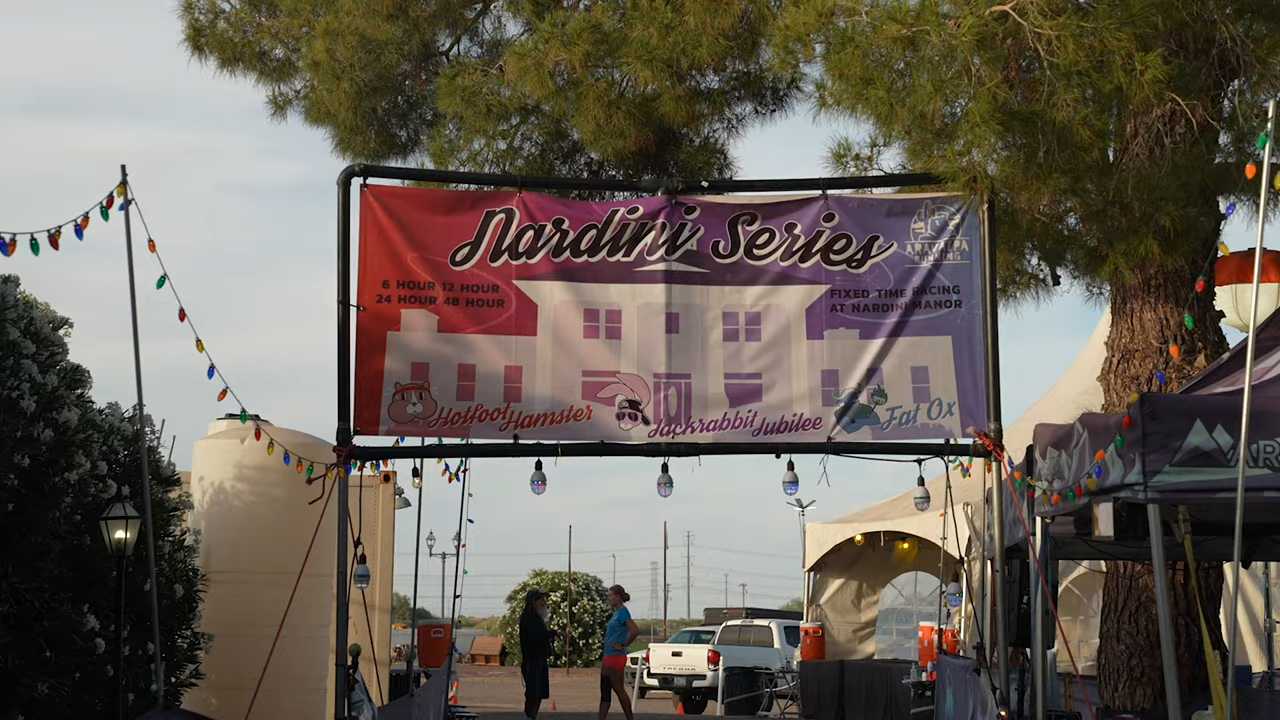 Nardini Series
ARAVAIPA
RUNNING
6 HOUR 12 HOUR
24 HOUR 48 HOUR
FIXED TIME RACING
AT NARDINI MANOR
Hotfoot Hamster
Jackrabbit Jubilee
Fat Ox
AR
TACOMA